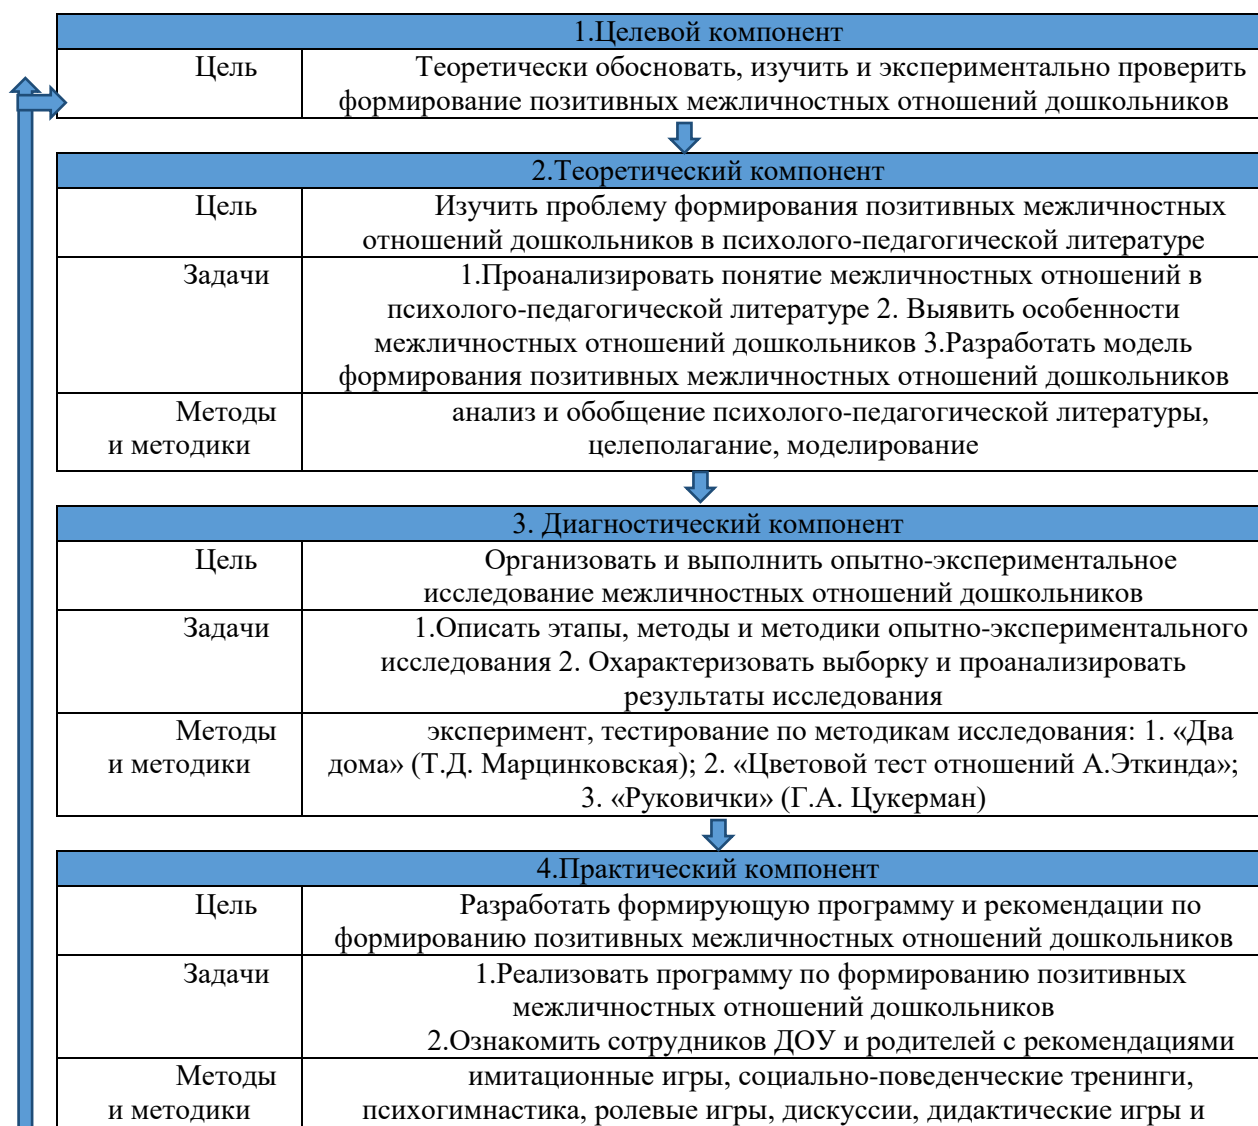 1.Целевой компонент
Цель
Теоретически обосновать, изучить и экспериментально проверить
формирование позитивных межличностных отношений дошкольников
2.Теоретический компонент
Цель
Изучить проблему формирования позитивных межличностных
отношений дошкольников в психолого-педагогической литературе
Задачи
1.Проанализировать понятие межличностных отношений в
психолого-педагогической литературе 2. Выявить особенности
межличностных отношений дошкольников 3.Разработать модель
формирования позитивных межличностных отношений дошкольников
Методы
и методики
анализ и обобщение психолого-педагогической литературы,
целеполагание, моделирование
3. Диагностический компонент
Цель
Организовать и выполнить опытно-экспериментальное
исследование межличностных отношений дошкольников
Задачи
1.Описать этапы, методы и методики опытно-экспериментального
исследования 2. Охарактеризовать выборку и проанализировать
результаты исследования
Методы
и методики
эксперимент, тестирование по методикам исследования: 1. «Два
дома» (Т.Д. Марцинковская); 2. «Цветовой тест отношений А.Эткинда»;
3. «Руковички» (Г.А. Цукерман)
4.Практический компонент
Цель
Разработать формирующую программу и рекомендации по
формированию позитивных межличностных отношений дошкольников
Задачи
1.Реализовать программу по формированию позитивных
межличностных отношений дошкольников
2.Ознакомить сотрудников ДОУ и родителей с рекомендациями
Методы
и методики
имитационные игры, социально-поведенческие тренинги,
психогимнастика, ролевые игры, дискуссии, дидактические игры и